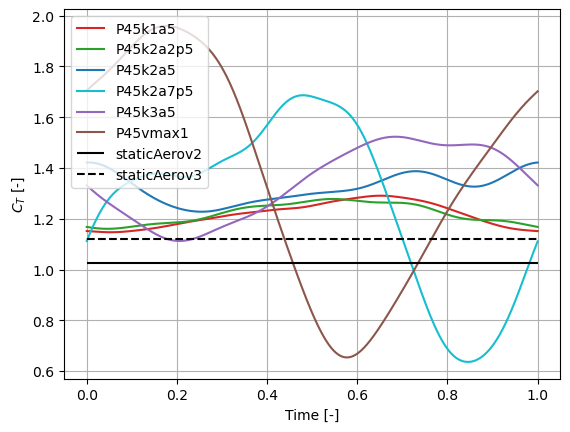 2.0
1.8
1.6
1.4
1.2
1.0
0.8
0.6
C_T [-]
P45k1a5
P45k2a2p5
P45k2a5
P45k2a7p5
P45k3a5
P45vmax1
staticAerov2
staticAerov3
0.0 0.2 0.4 0.6 0.8 1.0
Time [-]